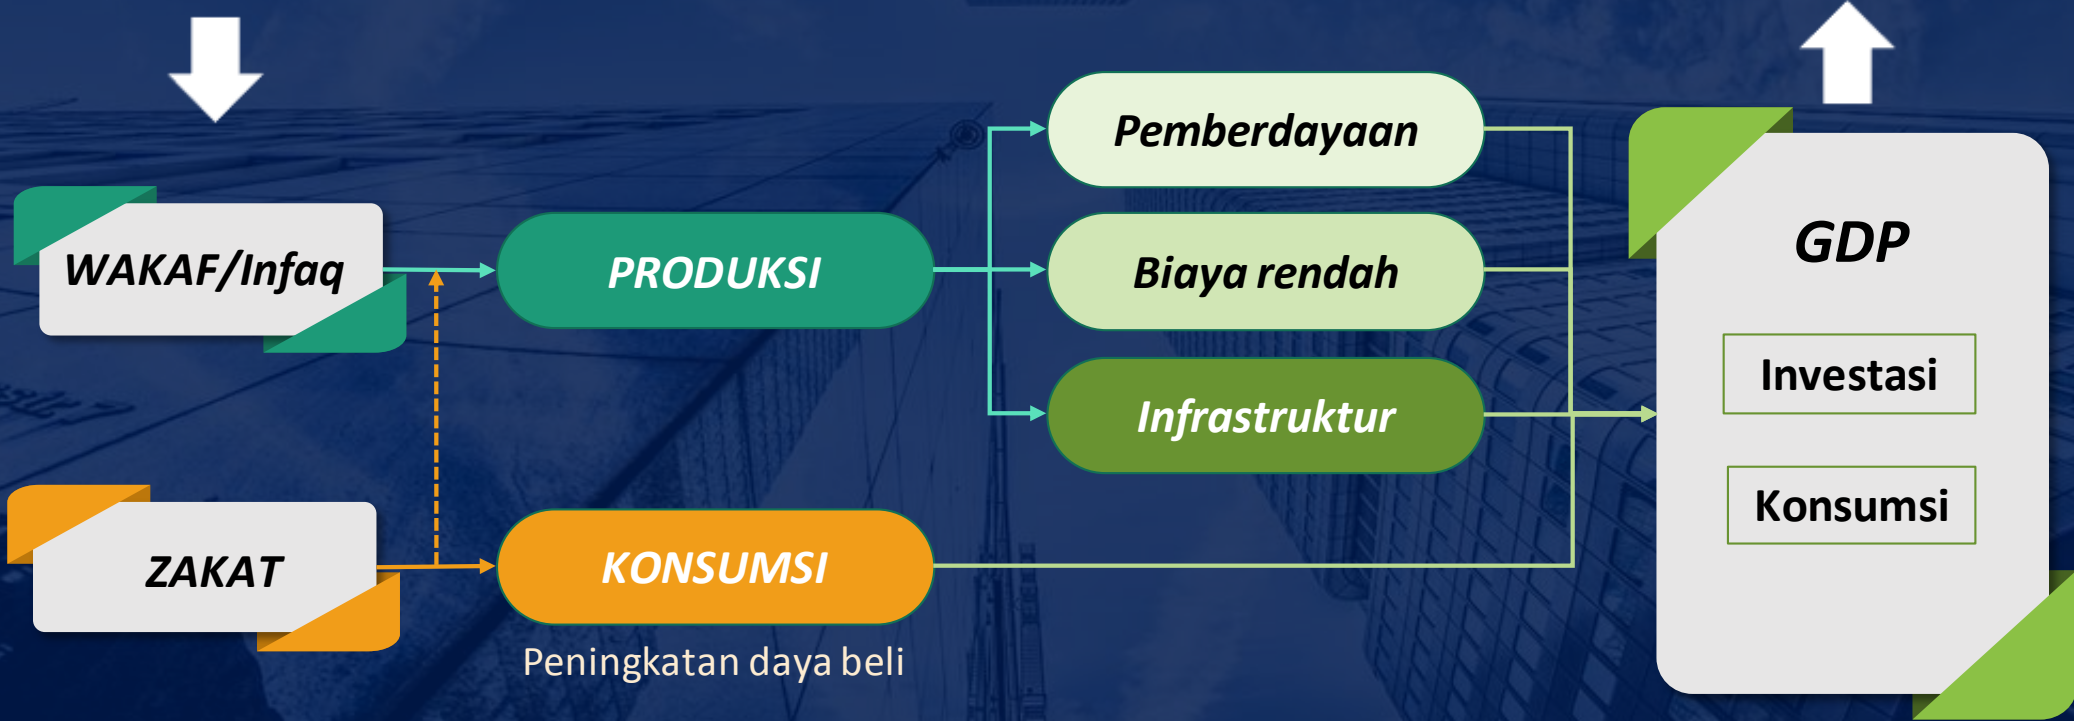 WAKAF/Infaq
PRODUKSI
Pemberdayaan
Biaya rendah
Infrastruktur
ZAKAT
KONSUMSI
Peningkatan daya beli
GDP
Investasi
Konsumsi